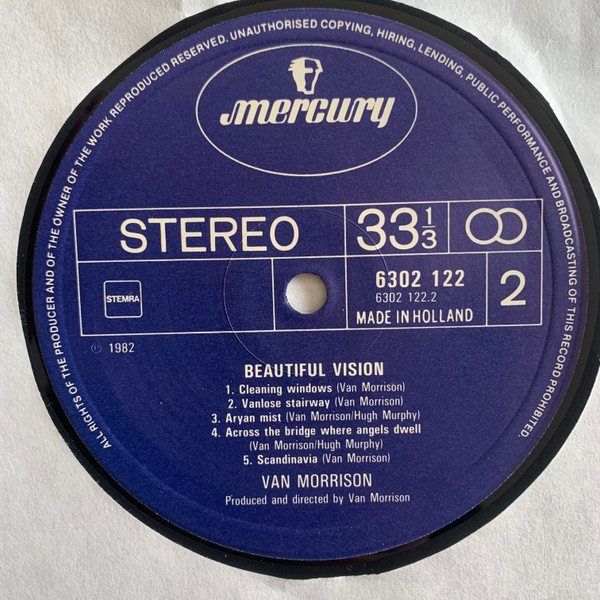 ALL RIGHTS OF THE PRODUCER AND OF THE OWNER OF THE WORK REPRODUCED RESERVED. UNAUTHORISED COPYING, HIRING, LENDING, PUBLIC PERFORMANCE AND BROADCASTING OF THIS RECORD PROHIBITED.
mercury
STEREO
33 1/3
STEMRA
6302 122
6302 122.2
MADE IN HOLLAND
2
℗ 1982
BEAUTIFUL VISION
1. Cleaning windows (Van Morrison)
2. Vanlose stairway (Van Morrison)
3. Aryan mist (Van Morrison/Hugh Murphy)
4. Across the bridge where angels dwell
(Van Morrison/Hugh Murphy)
5. Scandinavia (Van Morrison)
VAN MORRISON
Produced and directed by Van Morrison